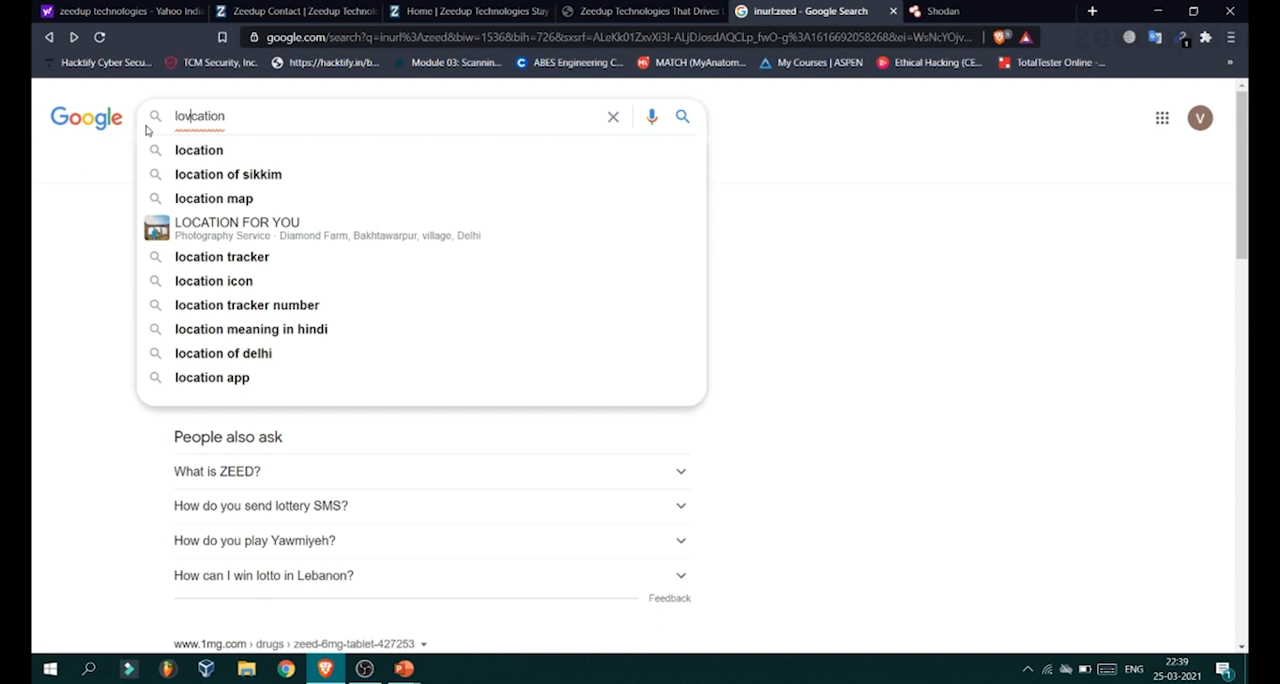 zeedup technologies - Yahoo Indi
Zeedup Contact | Zeedup Technol
Home | Zeedup Technologies Stay
Zeedup Technologies That Drives
inurl:zeed - Google Search
Shodan
google.com/search?q=inurl%3Azeed&biw=1536&bih=726&sxsrf=ALeKk01ZxvXi3I-ALjDJosdAQCLp_fwO-g%3A1616692058268&ei=WsNcYOjv...
Hacktify Cyber Secu...
TCM Security, Inc.
https://hacktify.in/b...
Module 03: Scannin...
ABES Engineering C...
MATCH (MyAnatom...
My Courses | ASPEN
Ethical Hacking (CE...
TotalTester Online -...
»
Google
lovcation
V
location
location of sikkim
location map
LOCATION FOR YOU
Photography Service · Diamond Farm, Bakhtawarpur, village, Delhi
location tracker
location icon
location tracker number
location meaning in hindi
location of delhi
location app
People also ask
What is ZEED?
How do you send lottery SMS?
How do you play Yawmiyeh?
How can I win lotto in Lebanon?
Feedback
www.1mg.com › drugs › zeed-6mg-tablet-427253
ENG
22:39
25-03-2021
1